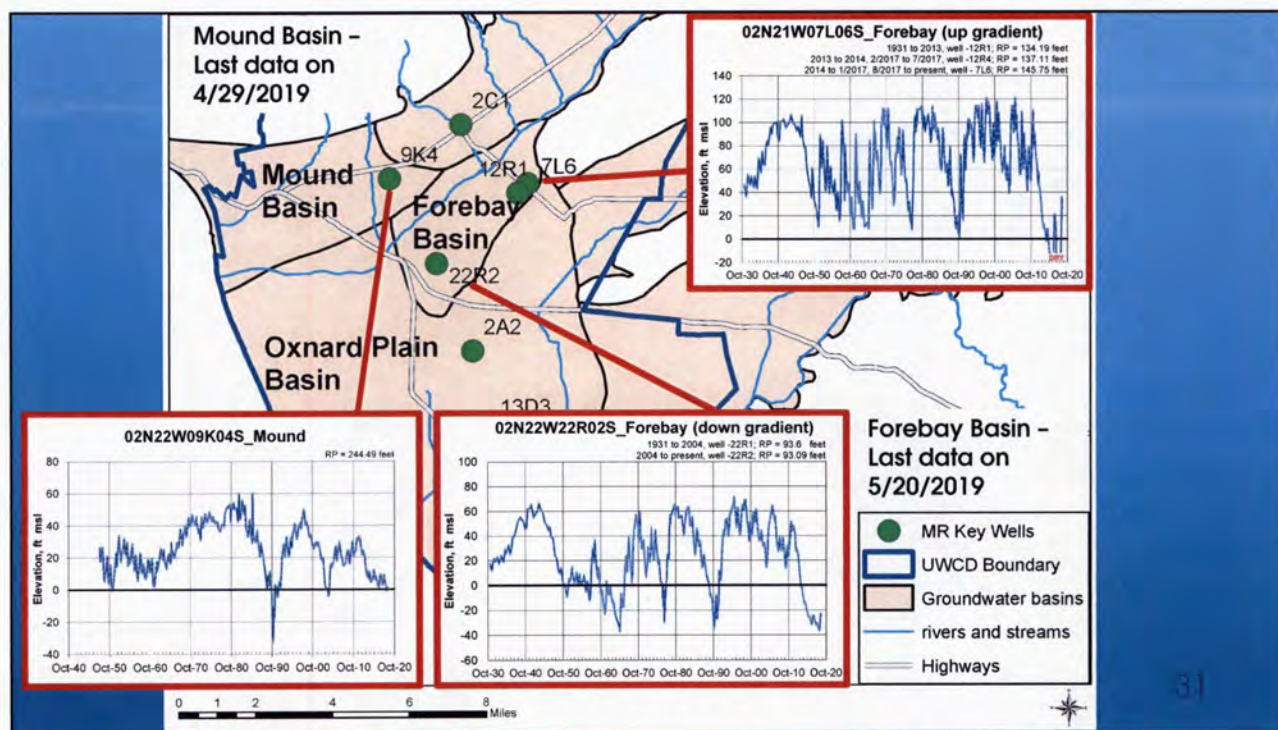 Mound Basin –
Last data on
4/29/2019
2C1
9K4
12R1
7L6
Mound
Basin
Forebay
Basin
22R2
2A2
Oxnard Plain
Basin
13D3
02N21W07L06S_Forebay (up gradient)
1931 to 2013, well -12R1; RP = 134.19 feet
2013 to 2014, 2/2017 to 7/2017, well -12R4; RP = 137.11 feet
2014 to 1/2017, 8/2017 to present, well - 7L6; RP = 145.75 feet
Elevation, ft msl
140
120
100
80
60
40
20
0
-20
DRY
Oct-30 Oct-40 Oct-50 Oct-60 Oct-70 Oct-80 Oct-90 Oct-00 Oct-10 Oct-20
02N22W09K04S_Mound
RP = 244.49 feet
Elevation, ft msl
80
60
40
20
0
-20
-40
Oct-40 Oct-50 Oct-60 Oct-70 Oct-80 Oct-90 Oct-00 Oct-10 Oct-20
02N22W22R02S_Forebay (down gradient)
1931 to 2004, well -22R1; RP = 93.6 feet
2004 to present, well -22R2; RP = 93.09 feet
Elevation, ft msl
100
80
60
40
20
0
-20
-40
-60
Oct-30 Oct-40 Oct-50 Oct-60 Oct-70 Oct-80 Oct-90 Oct-00 Oct-10 Oct-20
Forebay Basin –
Last data on
5/20/2019
MR Key Wells
UWCD Boundary
Groundwater basins
rivers and streams
Highways
0 1 2 4 6 8
Miles
31